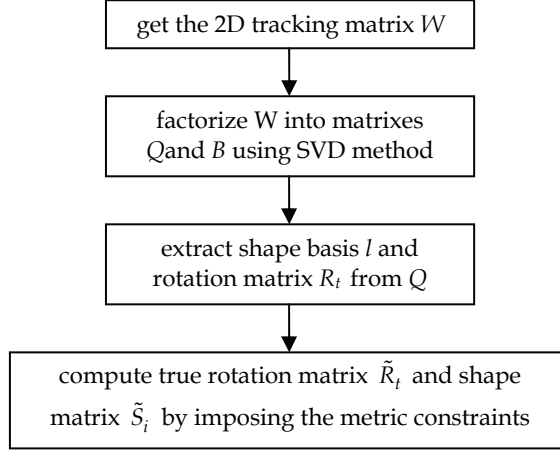 get the 2D tracking matrix W
factorize W into matrixes
Qand B using SVD method
extract shape basis l and
rotation matrix Rₜ from Q
compute true rotation matrix R̃ₜ and shape
matrix S̃ᵢ by imposing the metric constraints